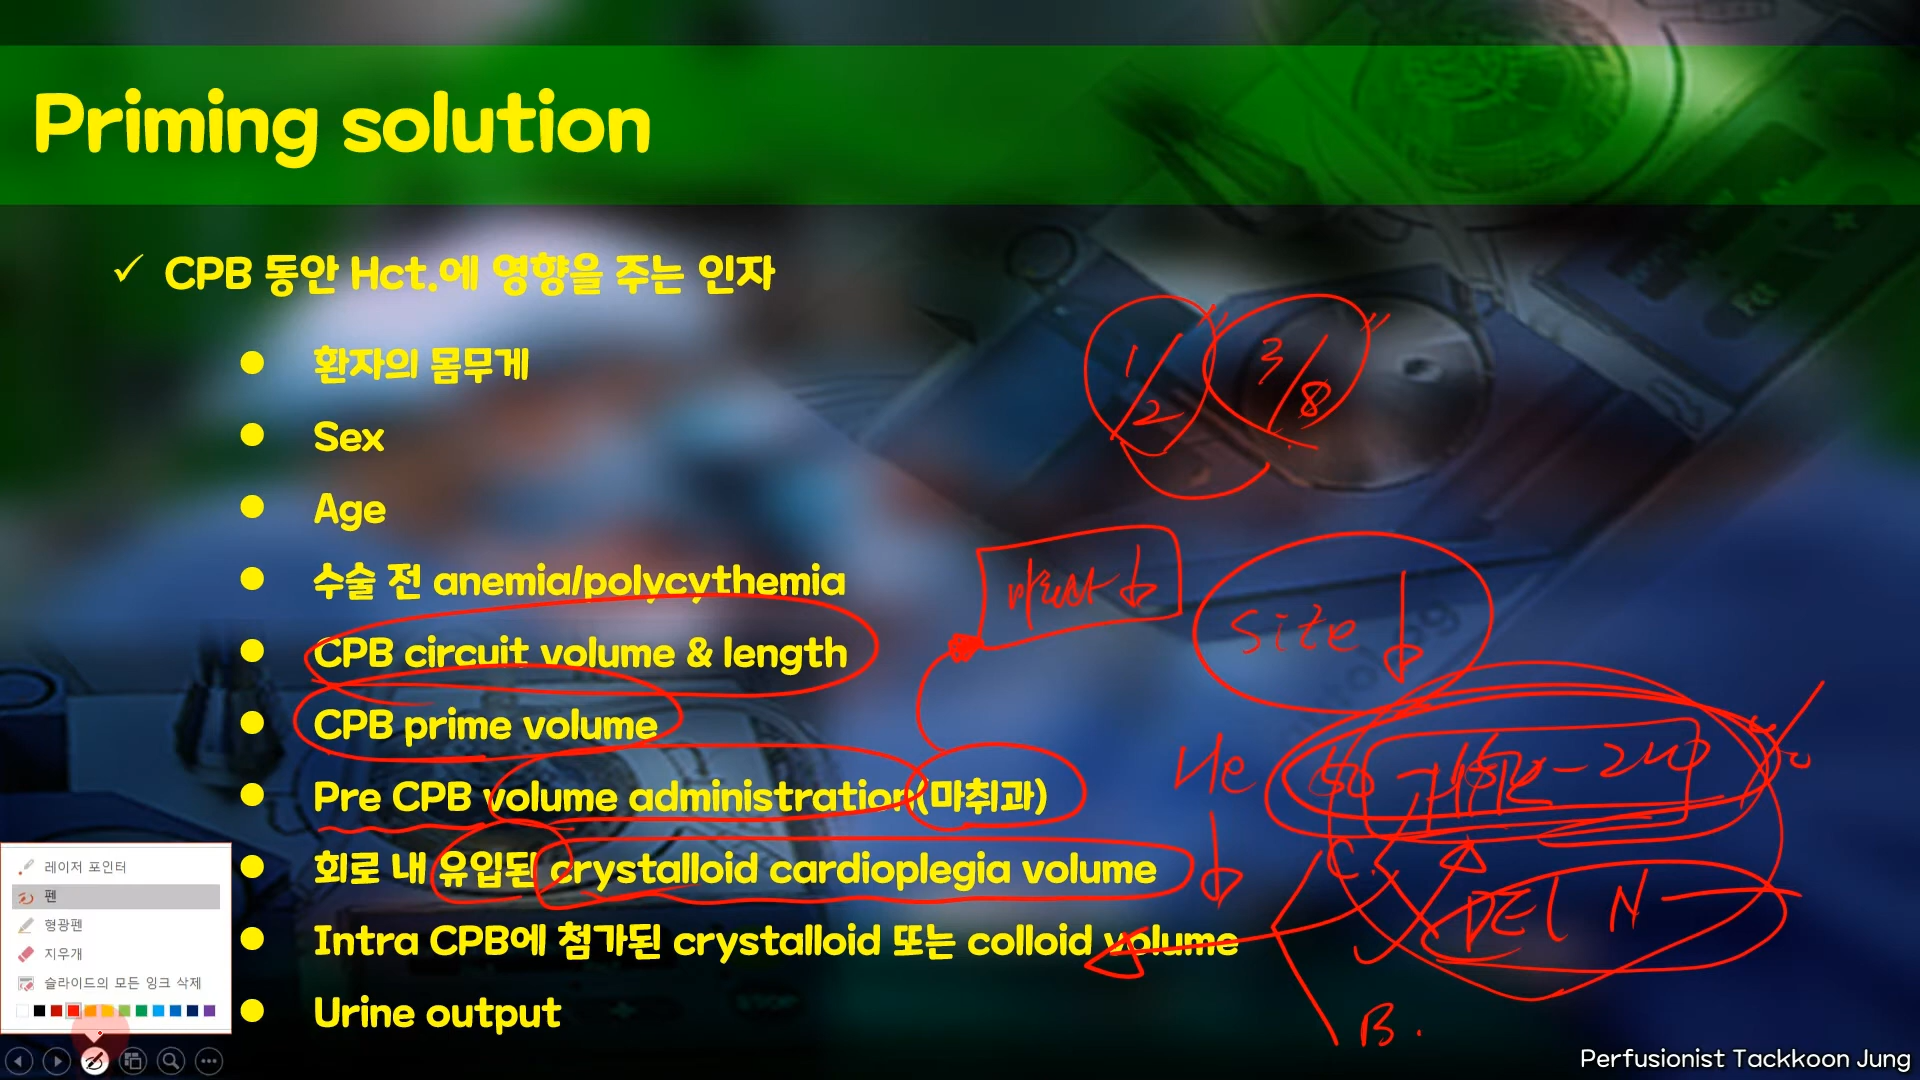 Priming solution
✓ CPB 동안 Hct.에 영향을 주는 인자
● 환자의 몸무게
● Sex
● Age
● 수술 전 anemia/polycythemia
● CPB circuit volume & length
● CPB prime volume
● Pre CPB volume administration(마취과)
● 회로 내 유입된 crystalloid cardioplegia volume
● Intra CPB에 첨가된 crystalloid 또는 colloid volume
● Urine output
1/2" 3/8"
size ↓
DEL N
C.
B.
레이저 포인터
펜
형광펜
지우개
슬라이드의 모든 잉크 삭제
Perfusionist Tackkoon Jung